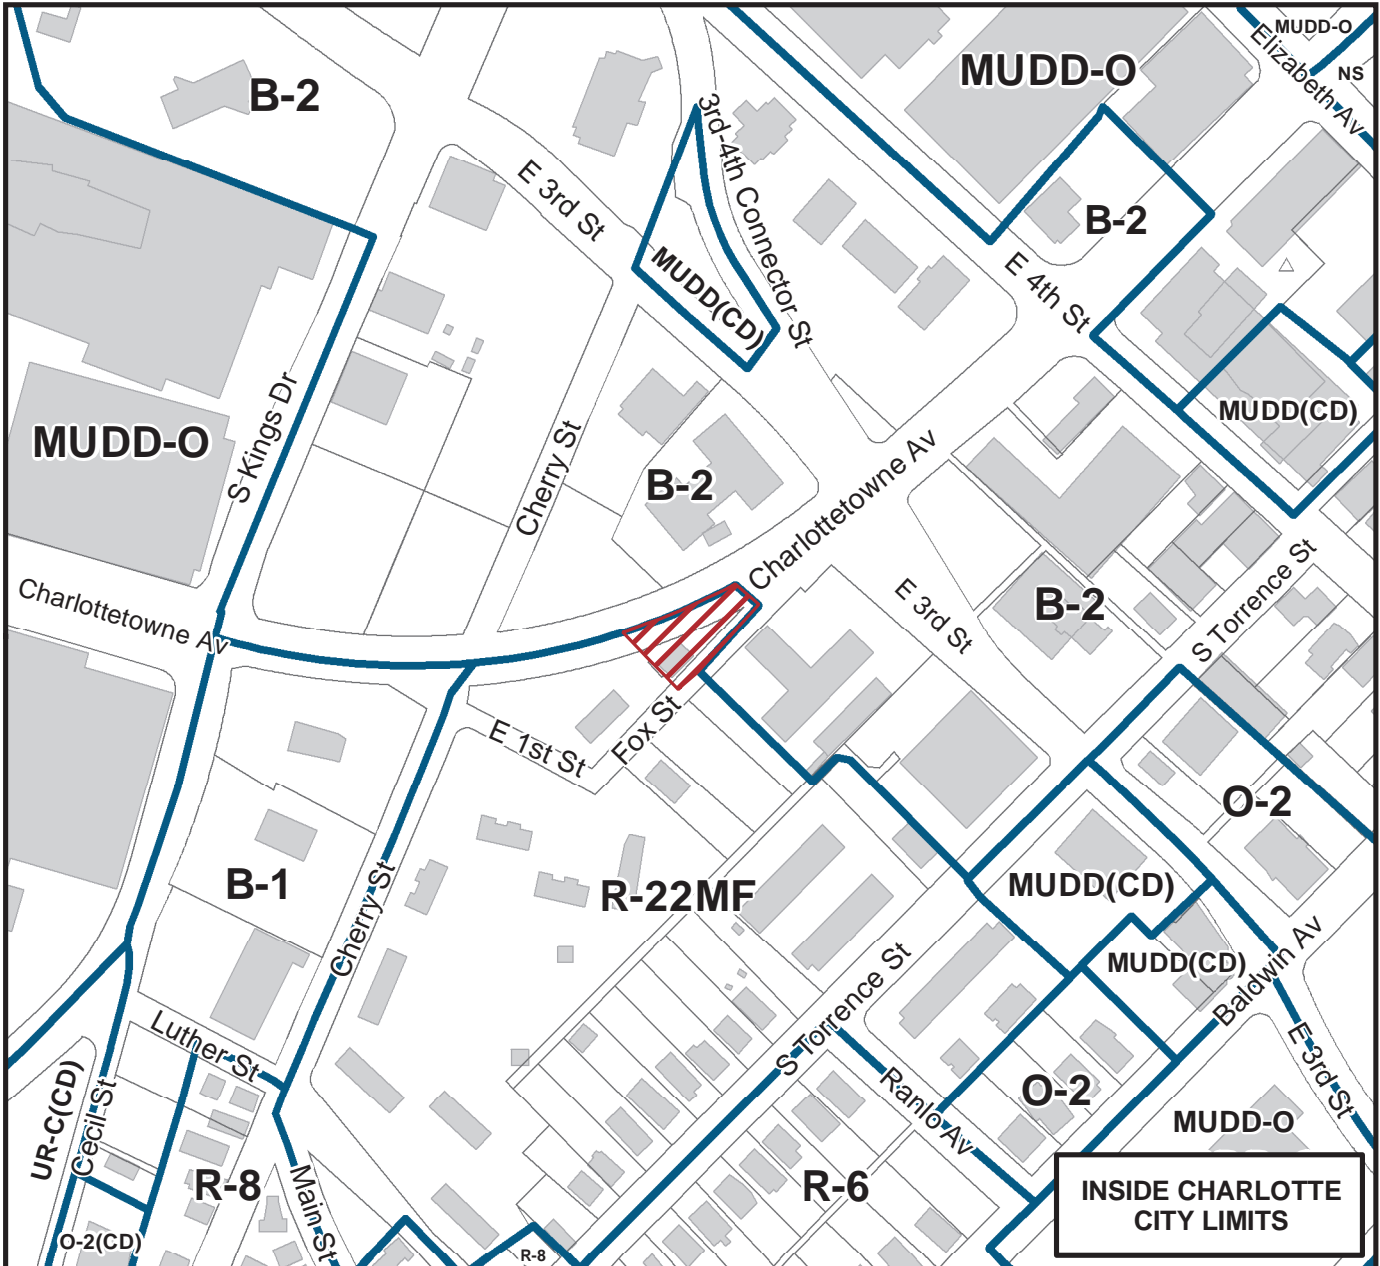 MUDD-O
Elizabeth Av
NS
MUDD-O
B-2
3rd-4th Connector St
E 3rd St
B-2
E 4th St
MUDD(CD)
MUDD(CD)
S Kings Dr
MUDD-O
Cherry St
B-2
Charlottetowne Av
Charlottetowne Av
E 3rd St
B-2
S Torrence St
Fox St
E 1st St
O-2
B-1
R-22MF
MUDD(CD)
Cherry St
MUDD(CD)
Baldwin Av
S Torrence St
Luther St
E 3rd St
Ranlo Av
O-2
UR-C(CD)
Cecil St
MUDD-O
R-8
Main St
R-6
INSIDE CHARLOTTE
CITY LIMITS
O-2(CD)
R-8